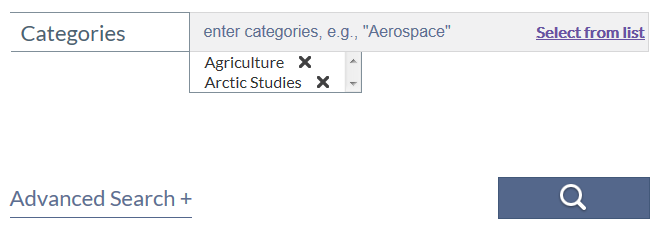 Categories
enter categories, e.g., "Aerospace"
Select from list
Agriculture
Arctic Studies
Advanced Search +